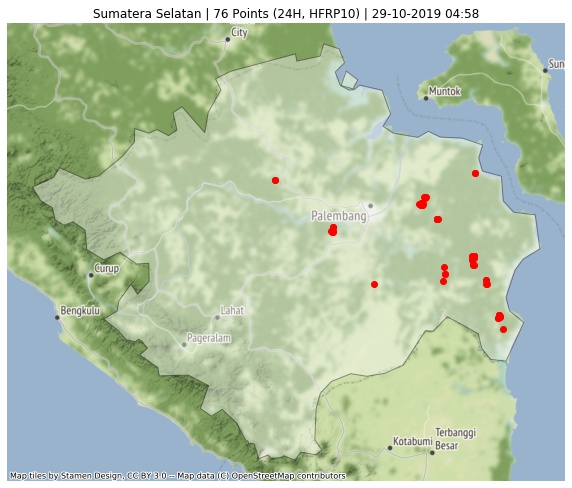 Sumatera Selatan | 76 Points (24H, HFRP10) | 29-10-2019 04:58
City
Sun
Muntok
Palembang
Curup
Bengkulu
Lahat
Pageralam
Terbanggi
Kotabumi
Besar
Map tiles by Stamen Design, CC BY 3.0 -- Map data (C) OpenStreetMap contributors